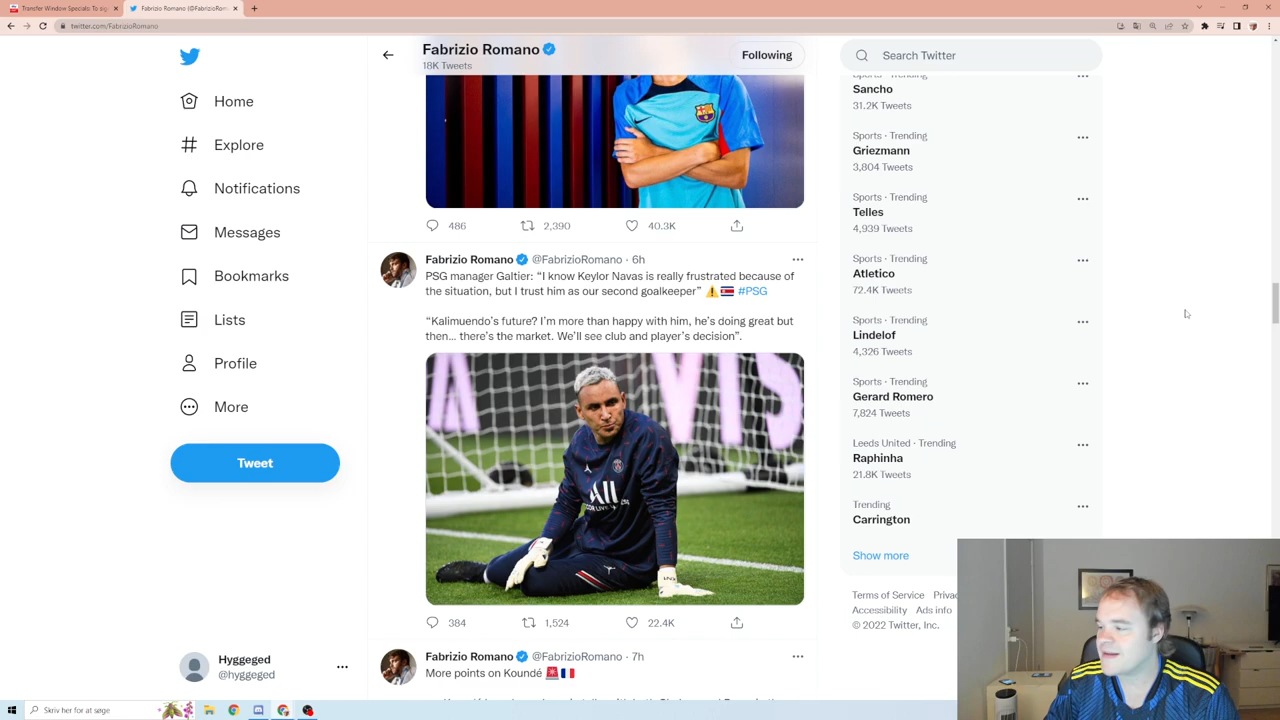 Transfer Window Specials: To sig
Fabrizio Romano (@FabrizioRom
twitter.com/FabrizioRomano
Home
Explore
Notifications
Messages
Bookmarks
Lists
Profile
More
Tweet
Hyggeged
@hyggeged
Fabrizio Romano
18K Tweets
Following
486
2,390
40.3K
Fabrizio Romano @FabrizioRomano · 6h
PSG manager Galtier: “I know Keylor Navas is really frustrated because of
the situation, but I trust him as our second goalkeeper” ⚠️🇨🇷 #PSG
“Kalimuendo’s future? I’m more than happy with him, he’s doing great but
then... there’s the market. We’ll see club and player’s decision”.
ALL
384
1,524
22.4K
Fabrizio Romano @FabrizioRomano · 7h
More points on Koundé 🚨🇫🇷
Search Twitter
Sports · Trending
Sancho
31.2K Tweets
Sports · Trending
Griezmann
3,804 Tweets
Sports · Trending
Telles
4,939 Tweets
Sports · Trending
Atletico
72.4K Tweets
Sports · Trending
Lindelof
4,326 Tweets
Sports · Trending
Gerard Romero
7,824 Tweets
Leeds United · Trending
Raphinha
21.8K Tweets
Trending
Carrington
Show more
Terms of Service
Accessibility Ads info
© 2022 Twitter, Inc.
Skriv her for at søge